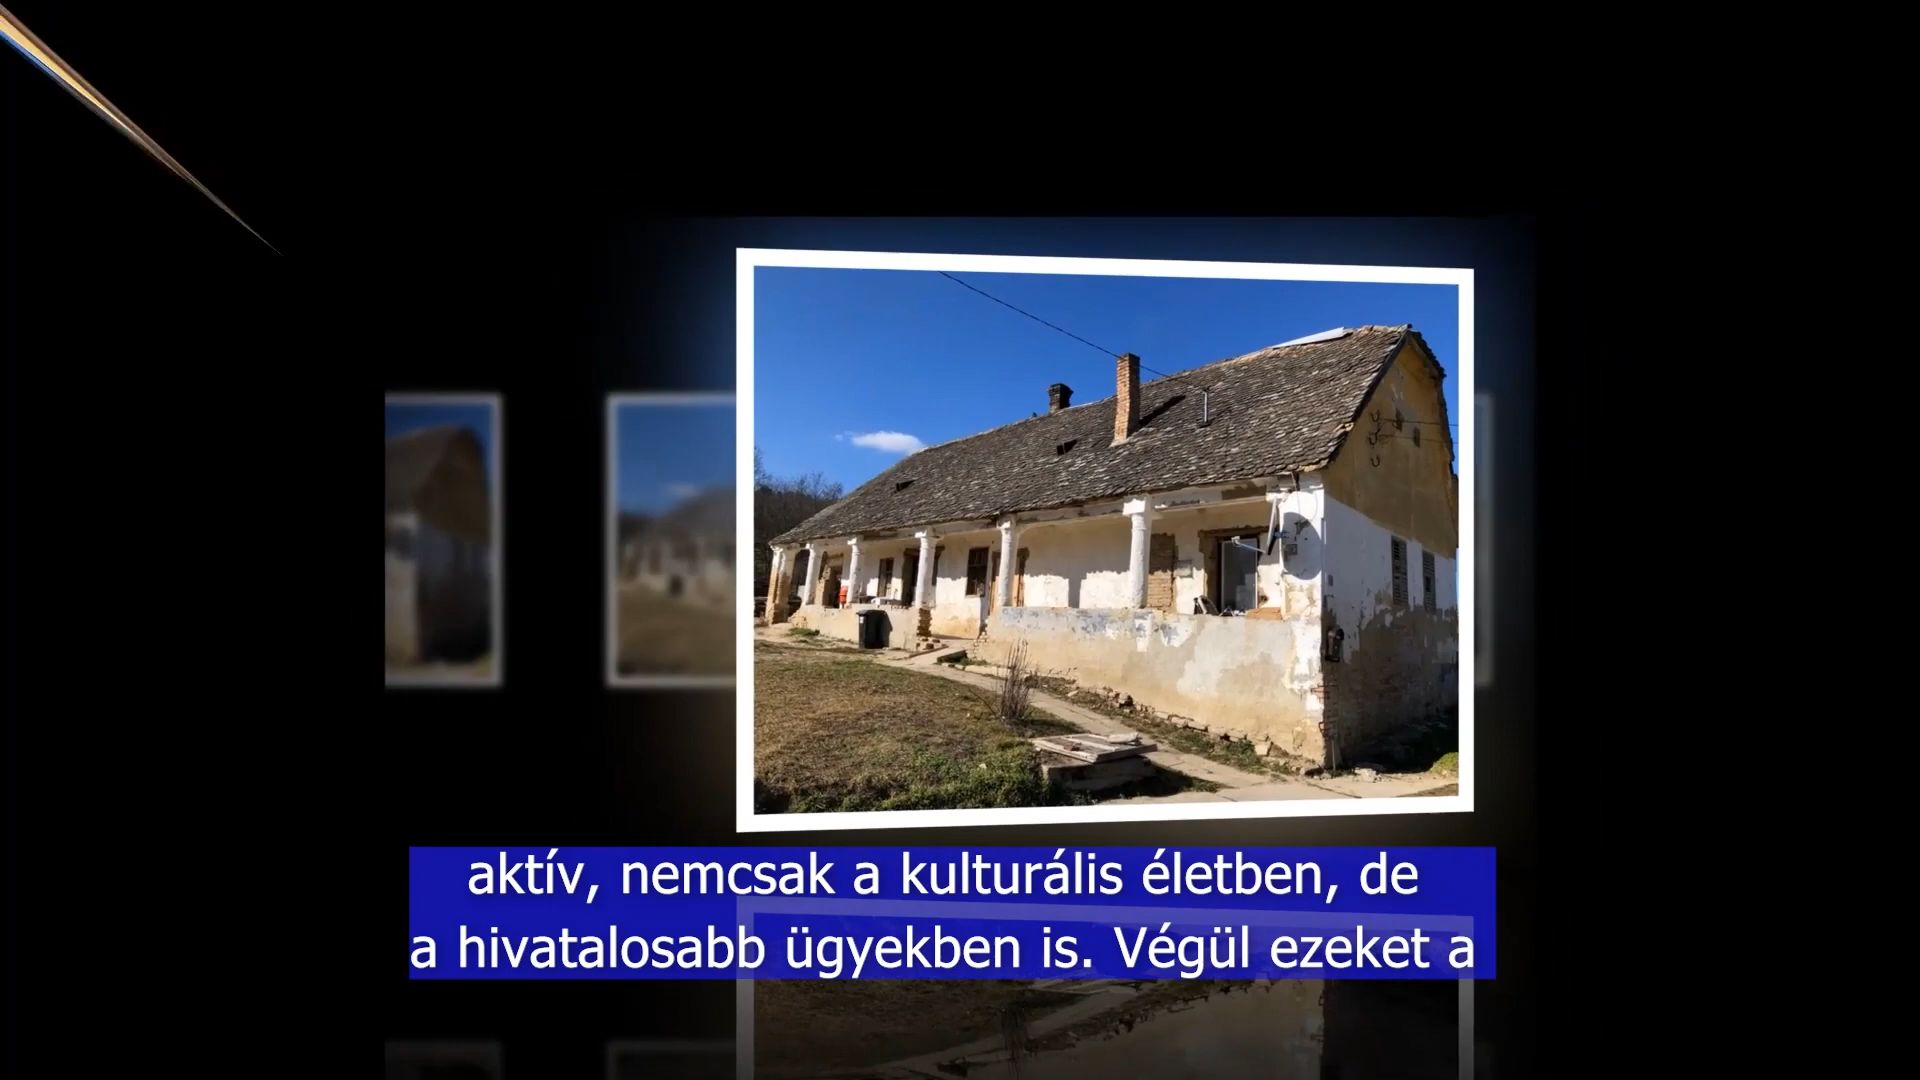 aktív, nemcsak a kulturális életben, de
a hivatalosabb ügyekben is. Végül ezeket a